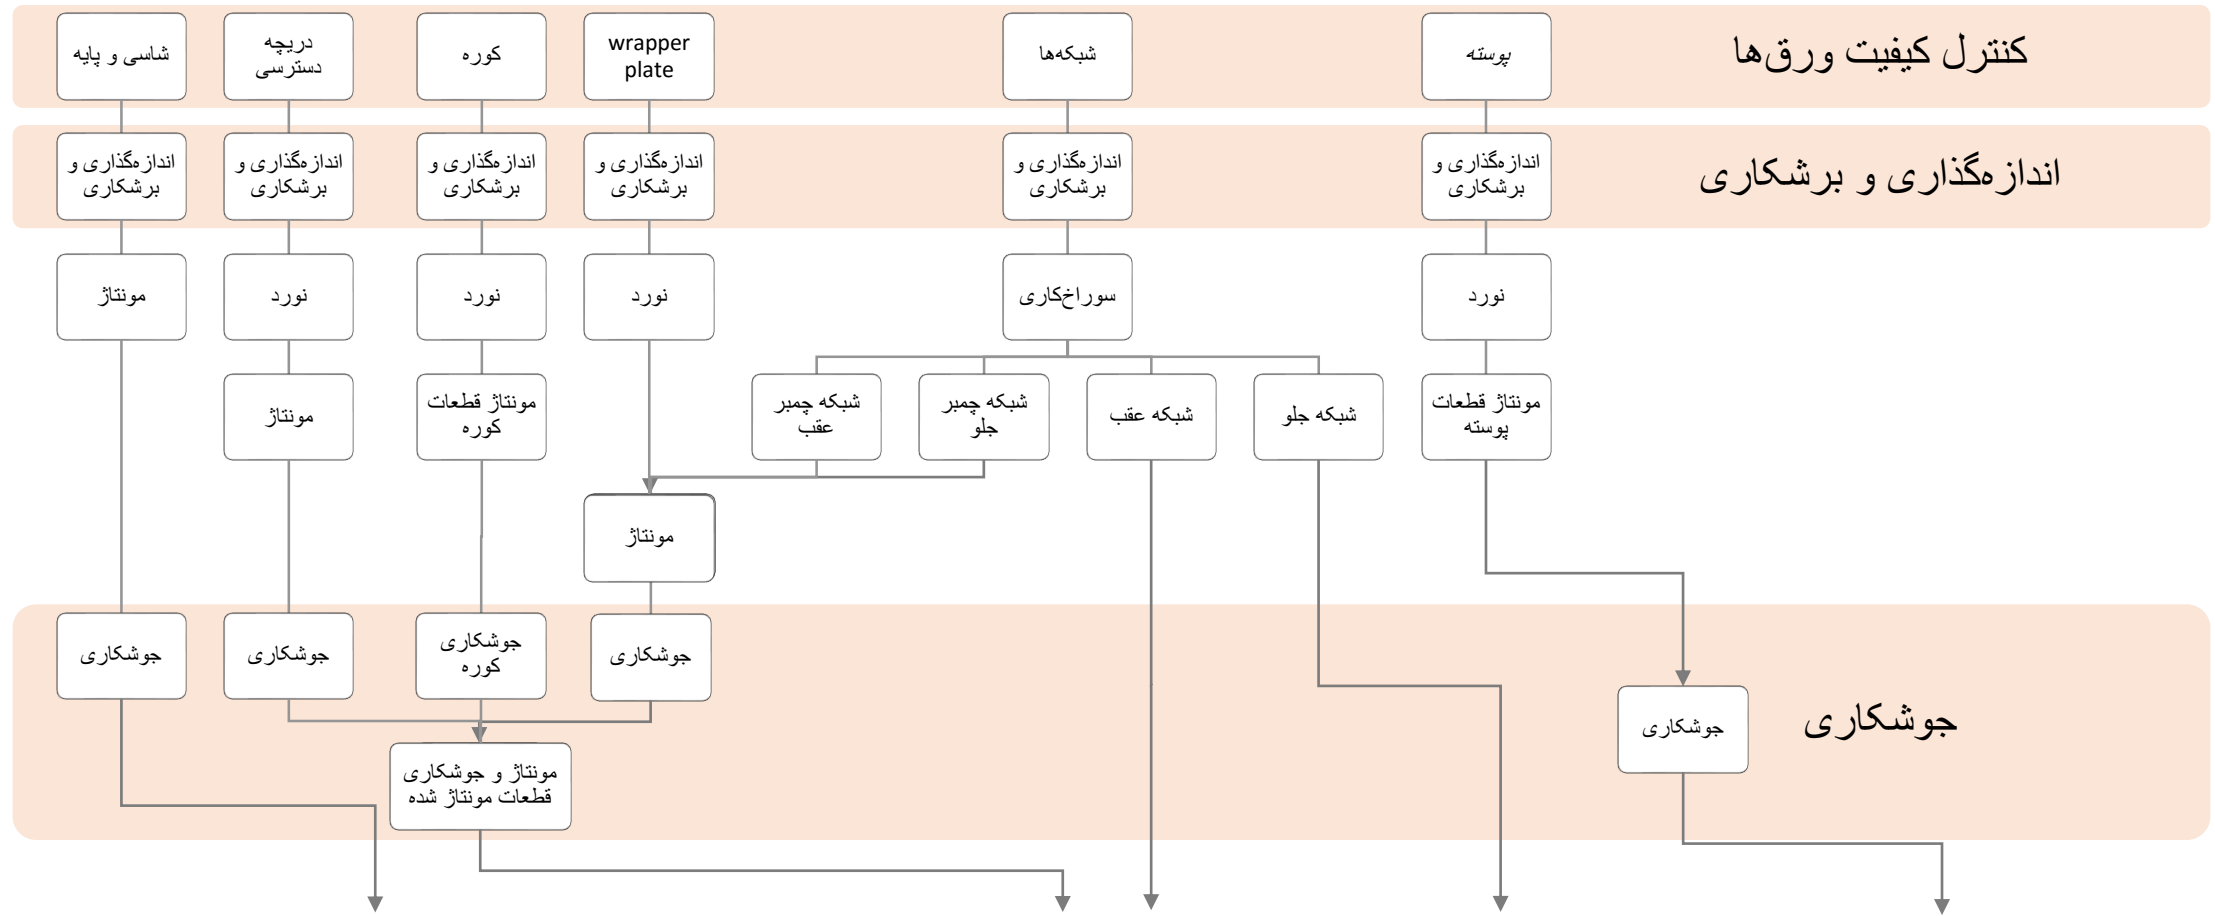 کنترل کیفیت ورق‌ها
پوسته
شبکه‌ها
wrapper
plate
کوره
دریچه
دسترسی
شاسی و پایه
اندازه‌گذاری و برشکاری
اندازه‌گذاری و
برشکاری
اندازه‌گذاری و
برشکاری
اندازه‌گذاری و
برشکاری
اندازه‌گذاری و
برشکاری
اندازه‌گذاری و
برشکاری
اندازه‌گذاری و
برشکاری
نورد
سوراخ‌کاری
نورد
نورد
نورد
مونتاژ
مونتاژ قطعات
پوسته
شبکه جلو
شبکه عقب
شبکه چمبر
جلو
شبکه چمبر
عقب
مونتاژ قطعات
کوره
مونتاژ
مونتاژ
جوشکاری
جوشکاری
جوشکاری
جوشکاری
کوره
جوشکاری
جوشکاری
مونتاژ و جوشکاری
قطعات مونتاژ شده